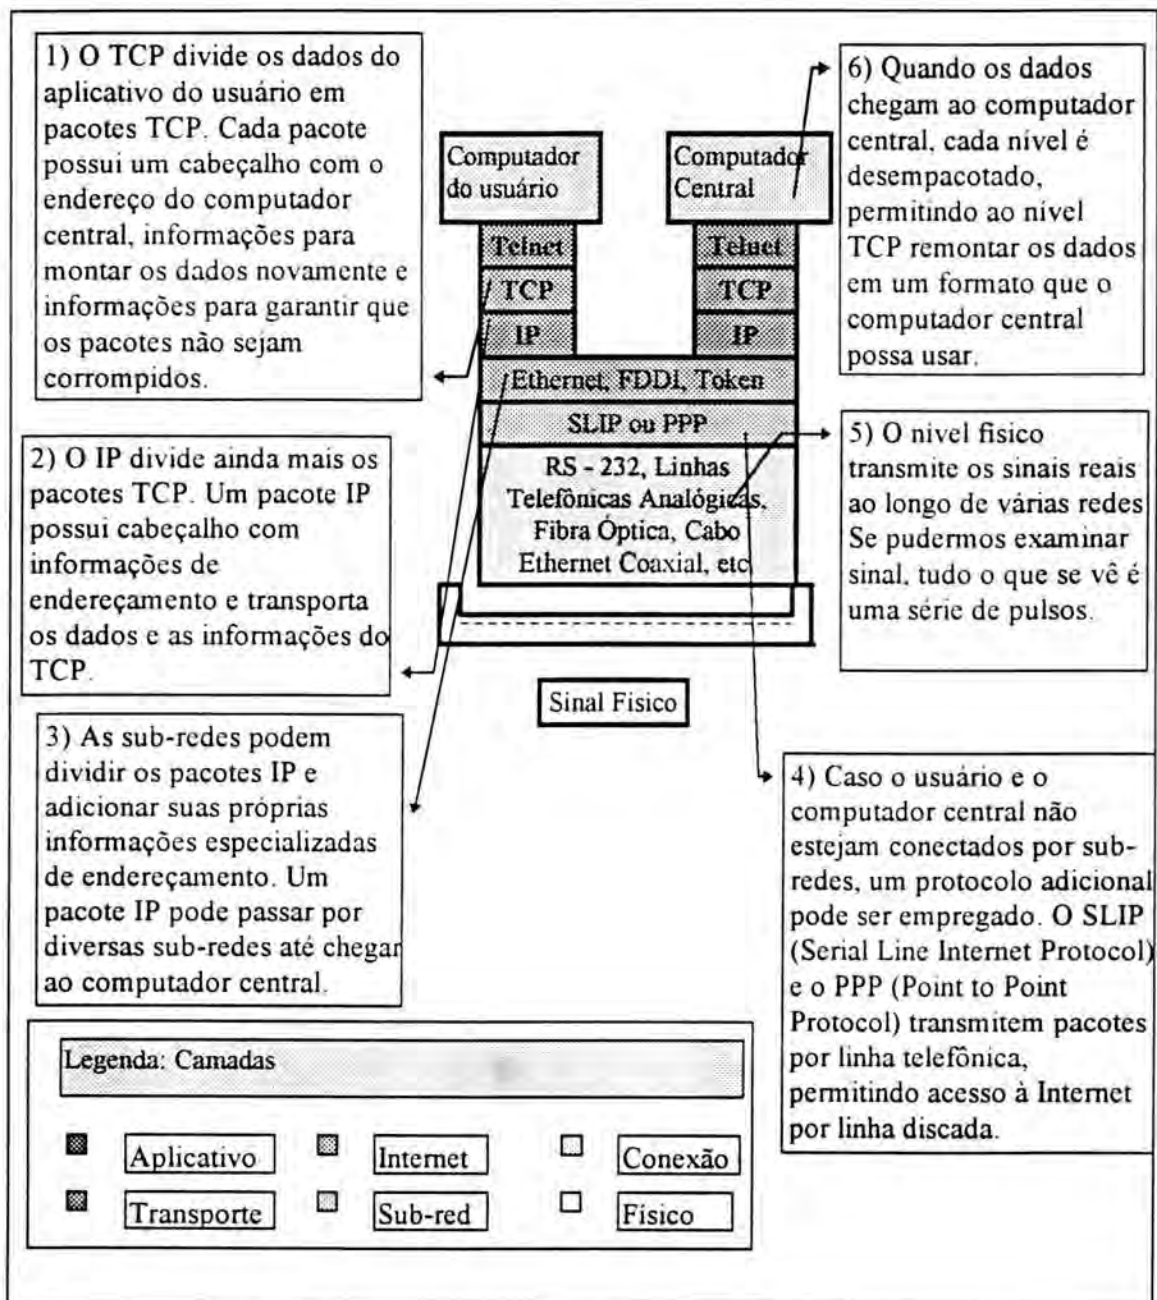 1) O TCP divide os dados do
aplicativo do usuário em
pacotes TCP. Cada pacote
possui um cabeçalho com o
endereço do computador
central, informações para
montar os dados novamente e
informações para garantir que
os pacotes não sejam
corrompidos.
2) O IP divide ainda mais os
pacotes TCP. Um pacote IP
possui cabeçalho com
informações de
endereçamento e transporta
os dados e as informações do
TCP.
3) As sub-redes podem
dividir os pacotes IP e
adicionar suas próprias
informações especializadas
de endereçamento. Um
pacote IP pode passar por
diversas sub-redes até chegar
ao computador central.
Computador
do usuário
Telnet
TCP
IP
Computador
Central
Telnet
TCP
IP
Ethernet, FDDI, Token
SLIP ou PPP
RS - 232, Linhas
Telefônicas Analógicas,
Fibra Óptica, Cabo
Ethernet Coaxial, etc
Sinal Fisico
6) Quando os dados
chegam ao computador
central, cada nível é
desempacotado,
permitindo ao nível
TCP remontar os dados
em um formato que o
computador central
possa usar.
5) O nivel fisico
transmite os sinais reais
ao longo de várias redes
Se pudermos examinar
sinal, tudo o que se vê é
uma série de pulsos.
4) Caso o usuário e o
computador central não
estejam conectados por sub-
redes, um protocolo adicional
pode ser empregado. O SLIP
(Serial Line Internet Protocol)
e o PPP (Point to Point
Protocol) transmitem pacotes
por linha telefônica,
permitindo acesso à Internet
por linha discada.
Legenda: Camadas
Aplicativo
Internet
Conexão
Transporte
Sub-red
Físico